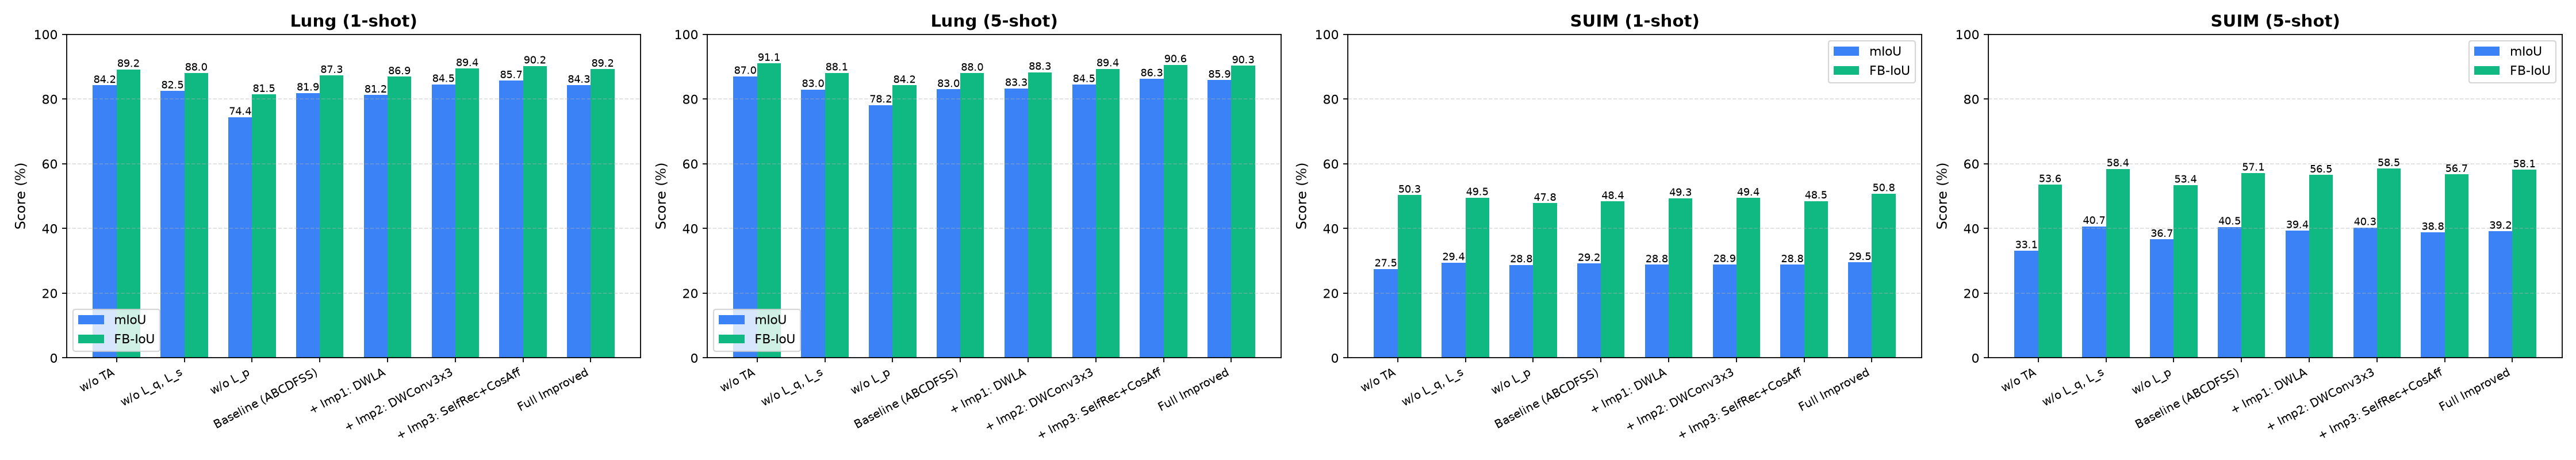 Lung (1-shot)
Score (%)
100
80
60
40
20
0
84.2
89.2
82.5
88.0
74.4
81.5
81.9
87.3
81.2
86.9
84.5
89.4
85.7
90.2
84.3
89.2
mIoU
FB-IoU
w/o TA
w/o L_q, L_s
w/o L_p
Baseline (ABCDFSS)
+ Imp1: DWLA
+ Imp2: DWConv3x3
+ Imp3: SelfRec+CosAff
Full Improved
Lung (5-shot)
Score (%)
100
80
60
40
20
0
87.0
91.1
83.0
88.1
78.2
84.2
83.0
88.0
83.3
88.3
84.5
89.4
86.3
90.6
85.9
90.3
mIoU
FB-IoU
w/o TA
w/o L_q, L_s
w/o L_p
Baseline (ABCDFSS)
+ Imp1: DWLA
+ Imp2: DWConv3x3
+ Imp3: SelfRec+CosAff
Full Improved
SUIM (1-shot)
Score (%)
100
80
60
40
20
0
mIoU
FB-IoU
27.5
50.3
29.4
49.5
28.8
47.8
29.2
48.4
28.8
49.3
28.9
49.4
28.8
48.5
29.5
50.8
w/o TA
w/o L_q, L_s
w/o L_p
Baseline (ABCDFSS)
+ Imp1: DWLA
+ Imp2: DWConv3x3
+ Imp3: SelfRec+CosAff
Full Improved
SUIM (5-shot)
Score (%)
100
80
60
40
20
0
mIoU
FB-IoU
33.1
53.6
40.7
58.4
36.7
53.4
40.5
57.1
39.4
56.5
40.3
58.5
38.8
56.7
39.2
58.1
w/o TA
w/o L_q, L_s
w/o L_p
Baseline (ABCDFSS)
+ Imp1: DWLA
+ Imp2: DWConv3x3
+ Imp3: SelfRec+CosAff
Full Improved